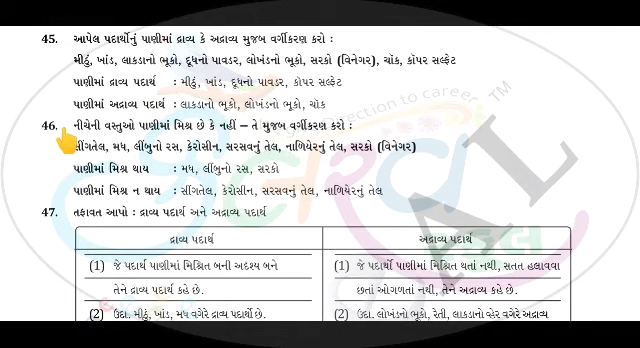 45. આપેલ પદાર્થોનું પાણીમાં દ્રાવ્ય કે અદ્રાવ્ય મુજબ વર્ગીકરણ કરો :
મીઠું, ખાંડ, લાકડાનો ભૂકો, દૂધનો પાવડર, લોખંડનો ભૂકો, સરકો (વિનેગર), ચૉક, કૉપર સલ્ફેટ
પાણીમાં દ્રાવ્ય પદાર્થ : મીઠું, ખાંડ, દૂધનો પાવડર, કોપર સલ્ફેટ
પાણીમાં અદ્રાવ્ય પદાર્થ : લાકડાનો ભૂકો, લોખંડનો ભૂકો, ચોક
46. નીચેની વસ્તુઓ પાણીમાં મિશ્ર છે કે નહીં – તે મુજબ વર્ગીકરણ કરો :
સીંગતેલ, મધ, લીંબુનો રસ, કેરોસીન, સરસવનું તેલ, નાળિયેરનું તેલ, સરકો (વિનેગર)
પાણીમાં મિશ્ર થાય : મધ, લીંબુનો રસ, સરકો
પાણીમાં મિશ્ર ન થાય : સીંગતેલ, કેરોસીન, સરસવનું તેલ, નાળિયેરનું તેલ
47. તફાવત આપો : દ્રાવ્ય પદાર્થ અને અદ્રાવ્ય પદાર્થ
દ્રાવ્ય પદાર્થ અદ્રાવ્ય પદાર્થ
(1) જે પદાર્થ પાણીમાં મિશ્રિત બની અદશ્ય બને
તેને દ્રાવ્ય પદાર્થ કહે છે.
(2) ઉદા. મીઠું, ખાંડ, મધ વગેરે દ્રાવ્ય પદાર્થો છે.
(1) જે પદાર્થો પાણીમાં મિશ્રિત થતાં નથી, સતત હલાવવા
છતાં ઓગળતાં નથી, તેને અદ્રાવ્ય કહે છે.
(2) ઉદા. લોખંડનો ભૂકો, રેતી, લાકડાનો વ્હેર વગેરે અદ્રાવ્ય
direction to career TM